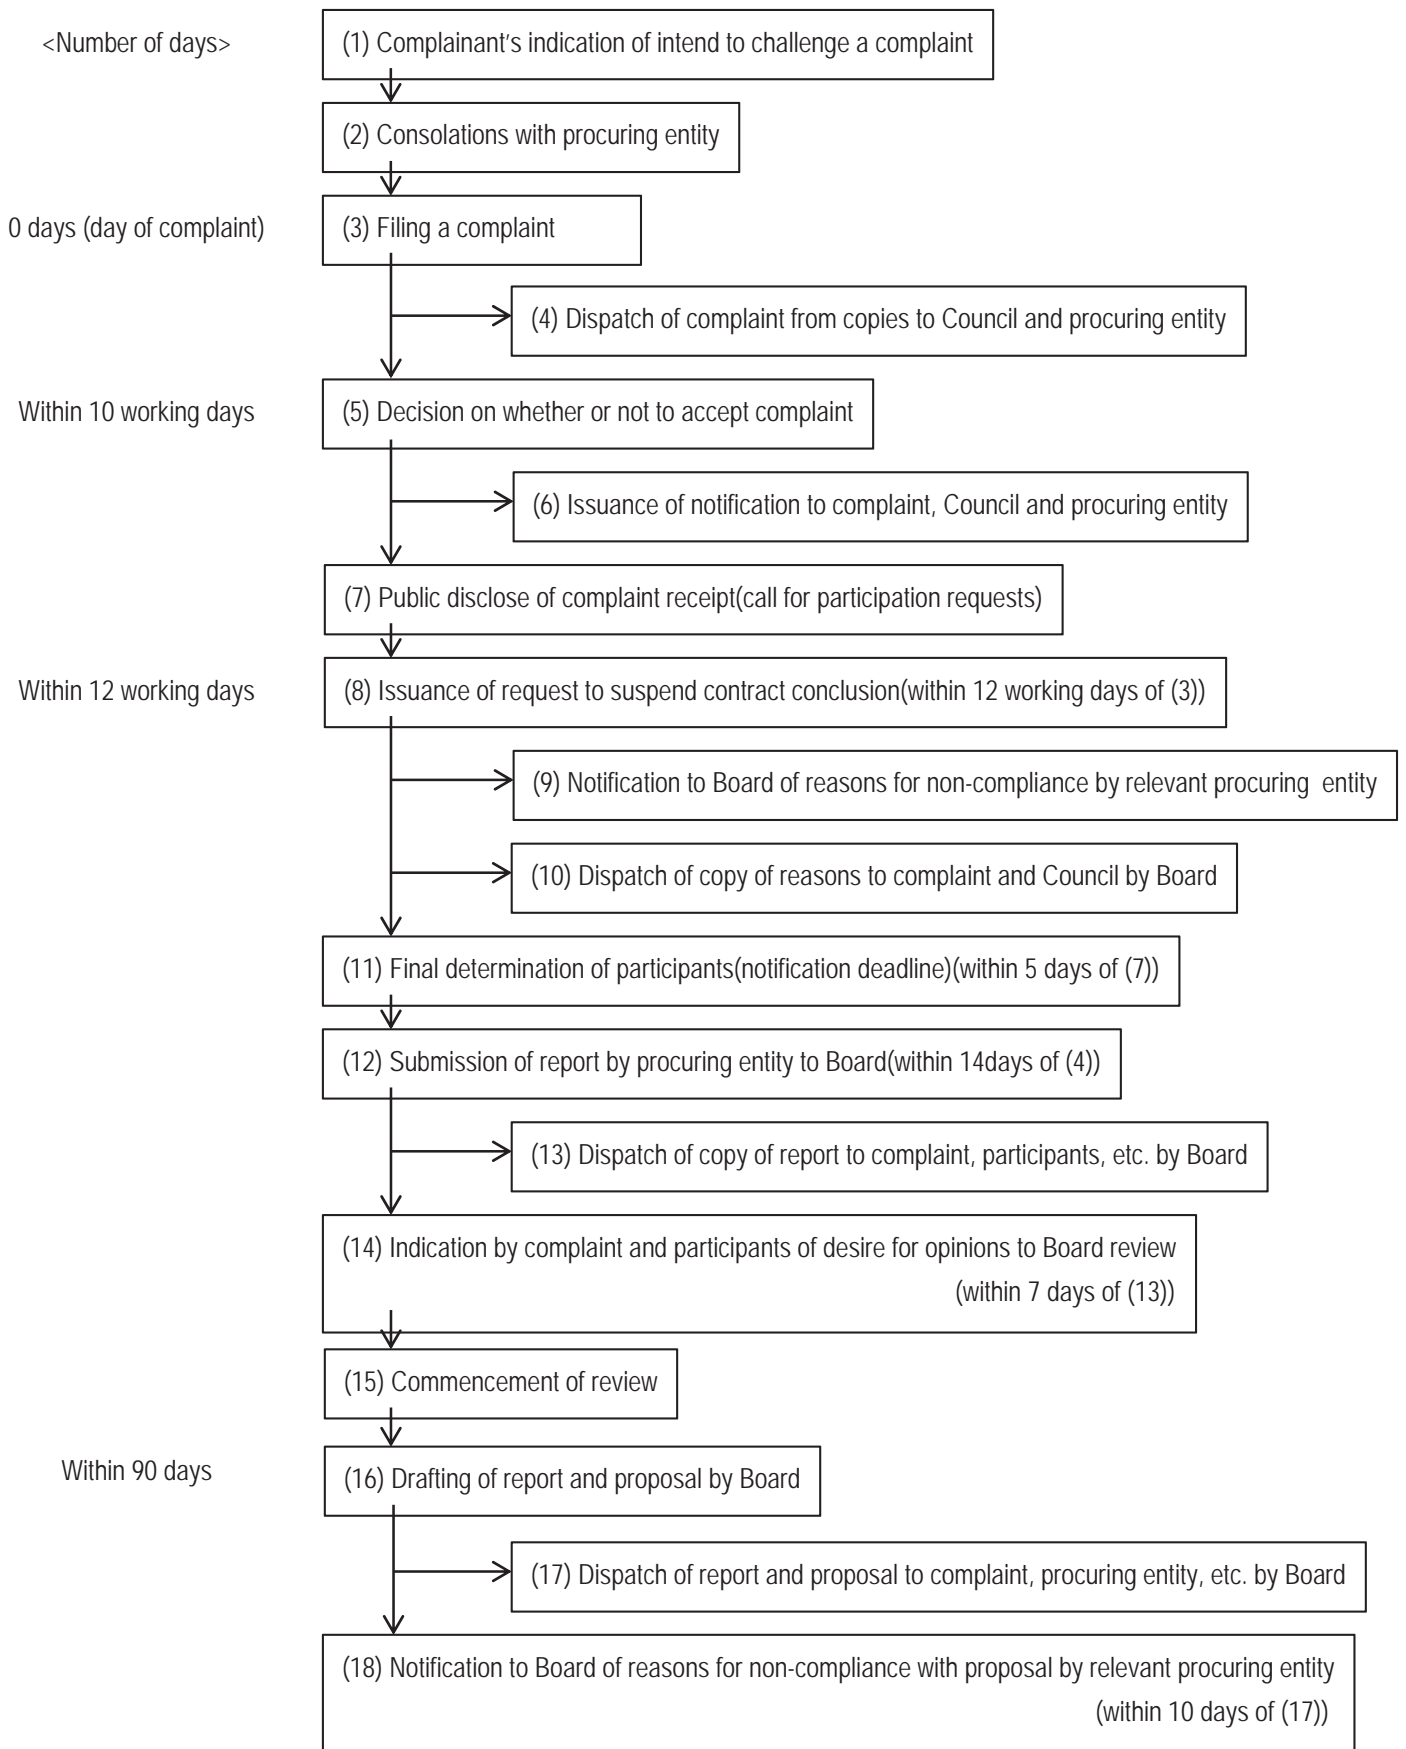 <Number of days>
(1) Complainant's indication of intend to challenge a complaint
(2) Consolations with procuring entity
0 days (day of complaint)
(3) Filing a complaint
(4) Dispatch of complaint from copies to Council and procuring entity
Within 10 working days
(5) Decision on whether or not to accept complaint
(6) Issuance of notification to complaint, Council and procuring entity
(7) Public disclose of complaint receipt(call for participation requests)
Within 12 working days
(8) Issuance of request to suspend contract conclusion(within 12 working days of (3))
(9) Notification to Board of reasons for non-compliance by relevant procuring entity
(10) Dispatch of copy of reasons to complaint and Council by Board
(11) Final determination of participants(notification deadline)(within 5 days of (7))
(12) Submission of report by procuring entity to Board(within 14days of (4))
(13) Dispatch of copy of report to complaint, participants, etc. by Board
(14) Indication by complaint and participants of desire for opinions to Board review
(within 7 days of (13))
(15) Commencement of review
Within 90 days
(16) Drafting of report and proposal by Board
(17) Dispatch of report and proposal to complaint, procuring entity, etc. by Board
(18) Notification to Board of reasons for non-compliance with proposal by relevant procuring entity
(within 10 days of (17))